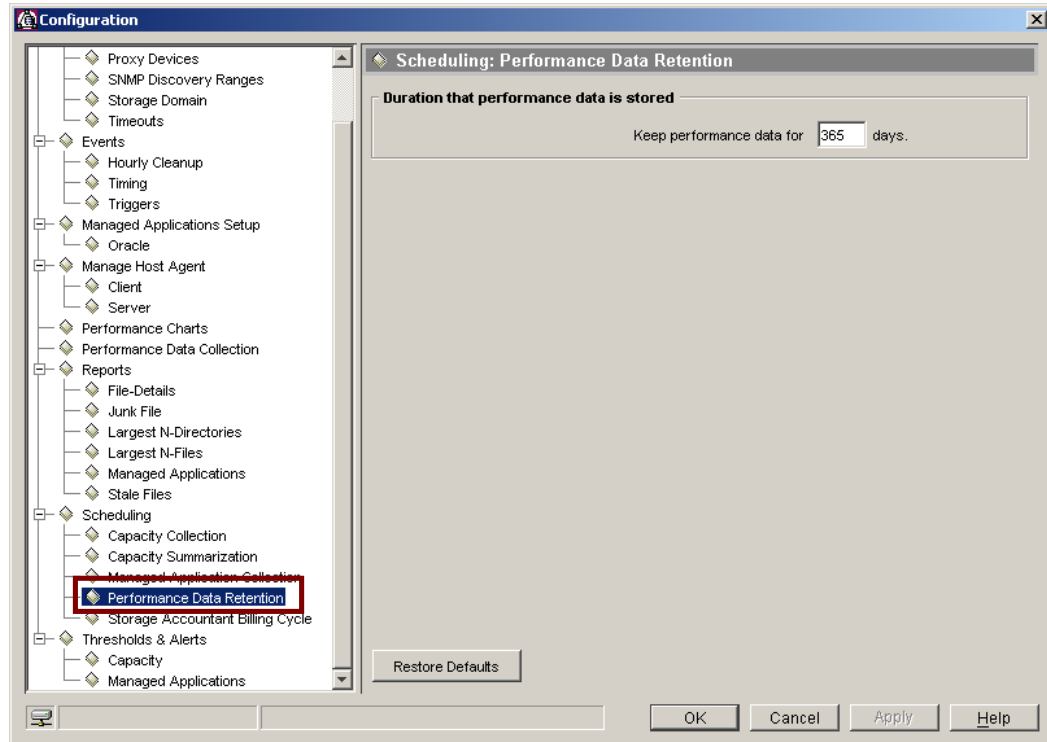 Configuration
Proxy Devices
SNMP Discovery Ranges
Storage Domain
Timeouts
Events
Hourly Cleanup
Timing
Triggers
Managed Applications Setup
Oracle
Manage Host Agent
Client
Server
Performance Charts
Performance Data Collection
Reports
File-Details
Junk File
Largest N-Directories
Largest N-Files
Managed Applications
Stale Files
Scheduling
Capacity Collection
Capacity Summarization
Managed Application Collection
Performance Data Retention
Storage Accountant Billing Cycle
Thresholds & Alerts
Capacity
Managed Applications
Scheduling: Performance Data Retention
Duration that performance data is stored
Keep performance data for 365 days.
Restore Defaults
OK Cancel Apply Help